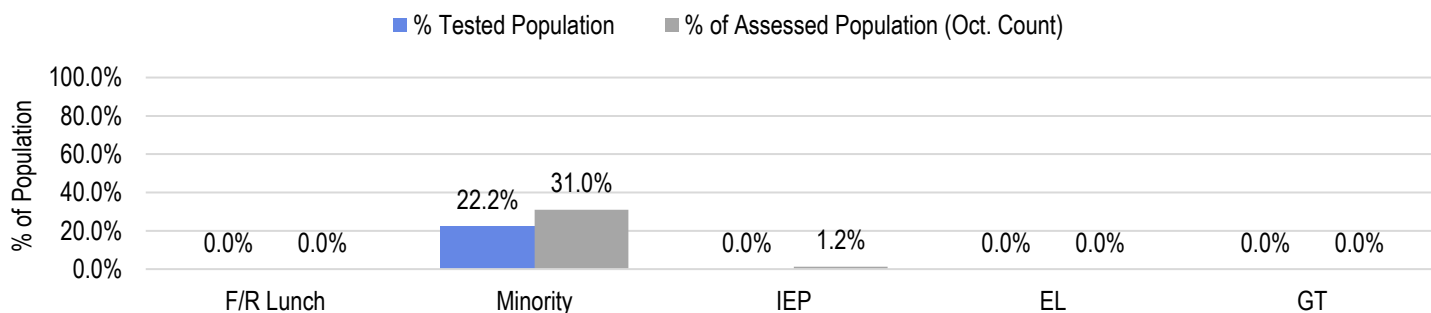 % Tested Population % of Assessed Population (Oct. Count)
% of Population
100.0%
80.0%
60.0%
40.0%
20.0%
0.0%
0.0% 0.0% 22.2% 31.0% 0.0% 1.2% 0.0% 0.0% 0.0% 0.0%
F/R Lunch Minority IEP EL GT